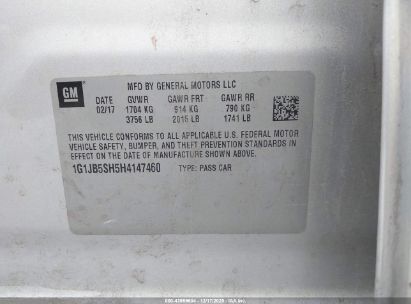 GM
MFD BY GENERAL MOTORS LLC
DATE GVWR GAWR FRT GAWR RR
02/17 1704 KG 914 KG 790 KG
3756 LB 2015 LB 1741 LB
THIS VEHICLE CONFORMS TO ALL APPLICABLE U.S. FEDERAL MOTOR
VEHICLE SAFETY, BUMPER, AND THEFT PREVENTION STANDARDS IN
EFFECT ON THE DATE OF MANUFACTURE SHOWN ABOVE.
1G1JB5SH5H4147460 TYPE: PASS CAR